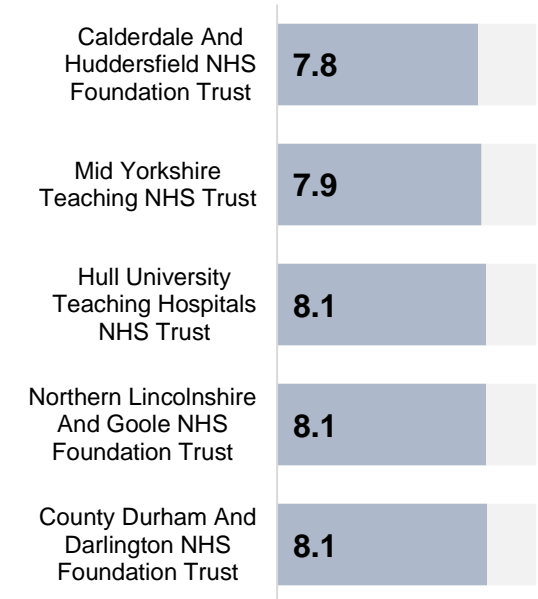 Calderdale And
Huddersfield NHS
Foundation Trust
7.8
Mid Yorkshire
Teaching NHS Trust
7.9
Hull University
Teaching Hospitals
NHS Trust
8.1
Northern Lincolnshire
And Goole NHS
Foundation Trust
8.1
County Durham And
Darlington NHS
Foundation Trust
8.1